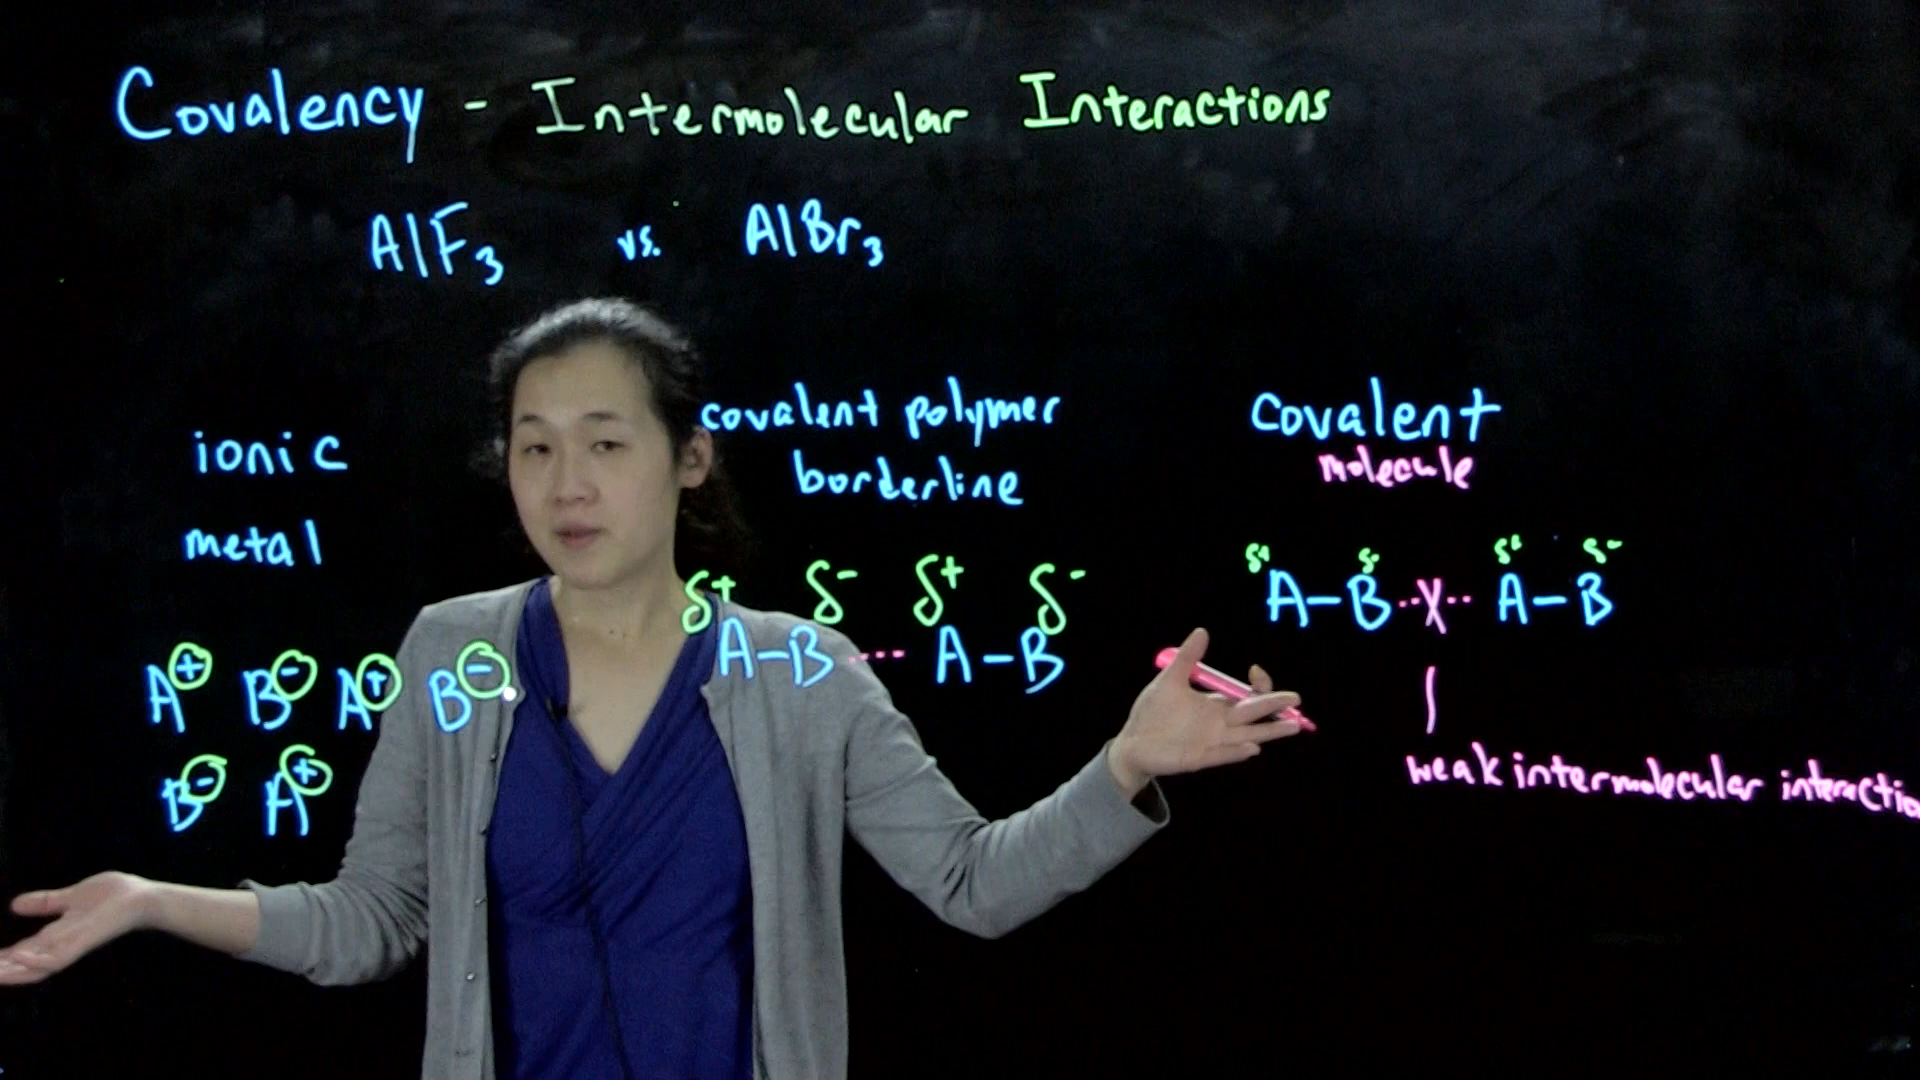 Covalency - Intermolecular Interactions
AlF₃ vs. AlBr₃
ionic
metal
A⊕ B⊖ A⊕ B⊖
B⊖ A⊕
covalent polymer
borderline
δ+ δ- δ+ δ-
A-B ---- A-B
covalent
molecule
δ+ δ- δ+ δ-
A-B --X-- A-B
weak intermolecular interactio